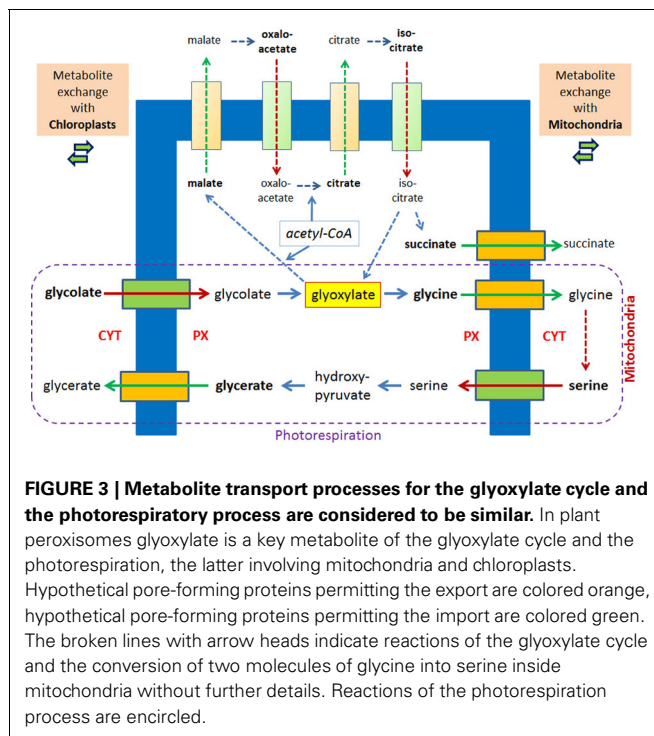 malate
oxalo-
acetate
citrate
iso-
citrate
Metabolite
exchange
with
Chloroplasts
Metabolite
exchange
with
Mitochondria
malate
oxalo-
acetate
citrate
iso-
citrate
acetyl-CoA
succinate
succinate
glycolate
glycolate
glyoxylate
glycine
glycine
CYT
PX
PX
CYT
Mitochondria
glycerate
glycerate
hydroxy-
pyruvate
serine
serine
Photorespiration
FIGURE 3 | Metabolite transport processes for the glyoxylate cycle and
the photorespiratory process are considered to be similar. In plant
peroxisomes glyoxylate is a key metabolite of the glyoxylate cycle and the
photorespiration, the latter involving mitochondria and chloroplasts.
Hypothetical pore-forming proteins permitting the export are colored orange,
hypothetical pore-forming proteins permitting the import are colored green.
The broken lines with arrow heads indicate reactions of the glyoxylate cycle
and the conversion of two molecules of glycine into serine inside
mitochondria without further details. Reactions of the photorespiration
process are encircled.